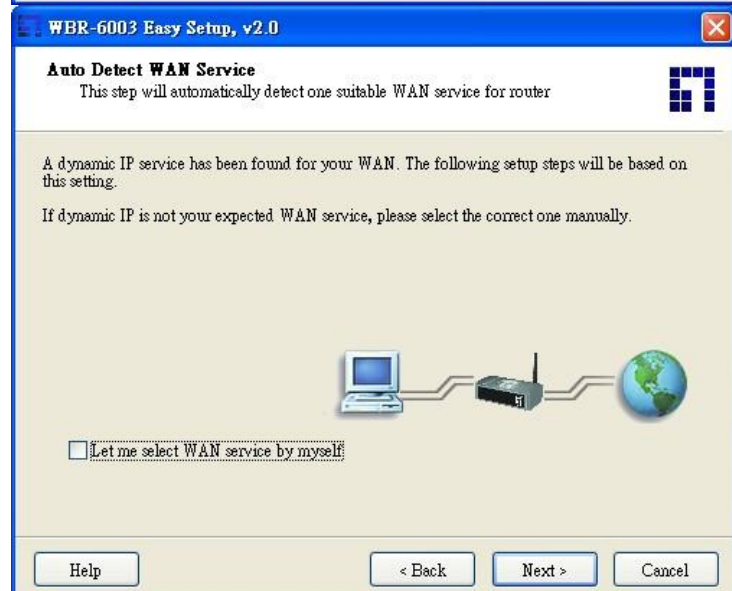 WBR-6003 Easy Setup, v2.0
Auto Detect WAN Service
This step will automatically detect one suitable WAN service for router
A dynamic IP service has been found for your WAN. The following setup steps will be based on
this setting.
If dynamic IP is not your expected WAN service, please select the correct one manually.
Let me select WAN service by myself
Help
< Back
Next >
Cancel